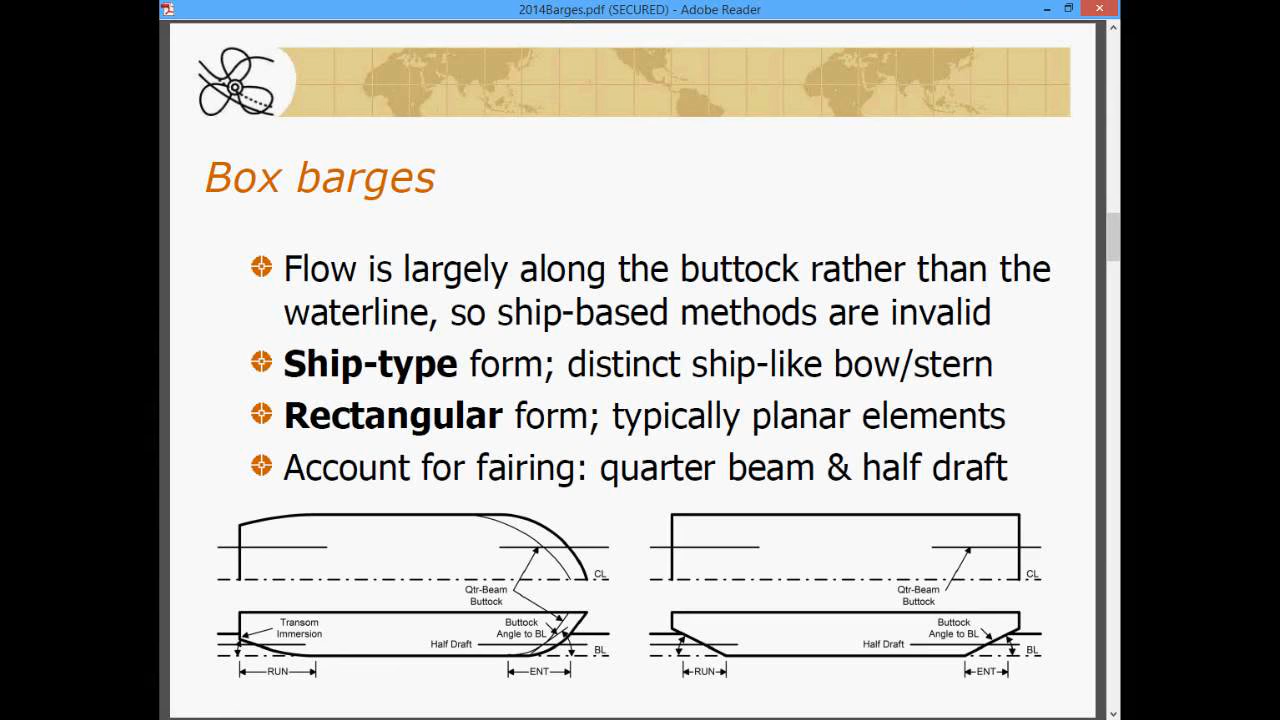 2014Barges.pdf (SECURED) - Adobe Reader
Box barges
Flow is largely along the buttock rather than the
waterline, so ship-based methods are invalid
Ship-type form; distinct ship-like bow/stern
Rectangular form; typically planar elements
Account for fairing: quarter beam & half draft
CL
Qtr-Beam
Buttock
Transom
Immersion
Buttock
Angle to BL
Half Draft
BL
RUN
ENT
CL
Qtr-Beam
Buttock
Buttock
Angle to BL
Half Draft
BL
RUN
ENT